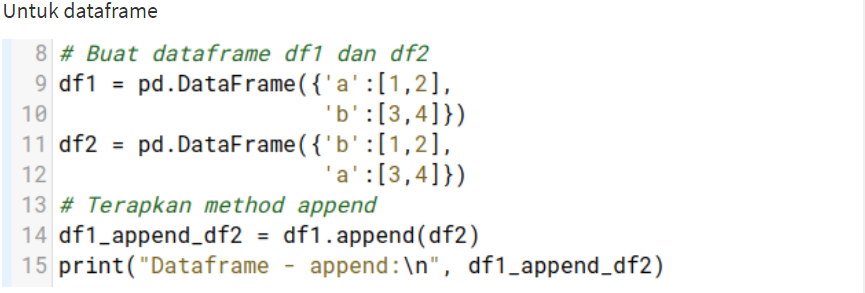 Untuk dataframe
8 # Buat dataframe df1 dan df2
9 df1 = pd.DataFrame({'a':[1,2],
10                     'b':[3,4]})
11 df2 = pd.DataFrame({'b':[1,2],
12                     'a':[3,4]})
13 # Terapkan method append
14 df1_append_df2 = df1.append(df2)
15 print("Dataframe - append:\n", df1_append_df2)